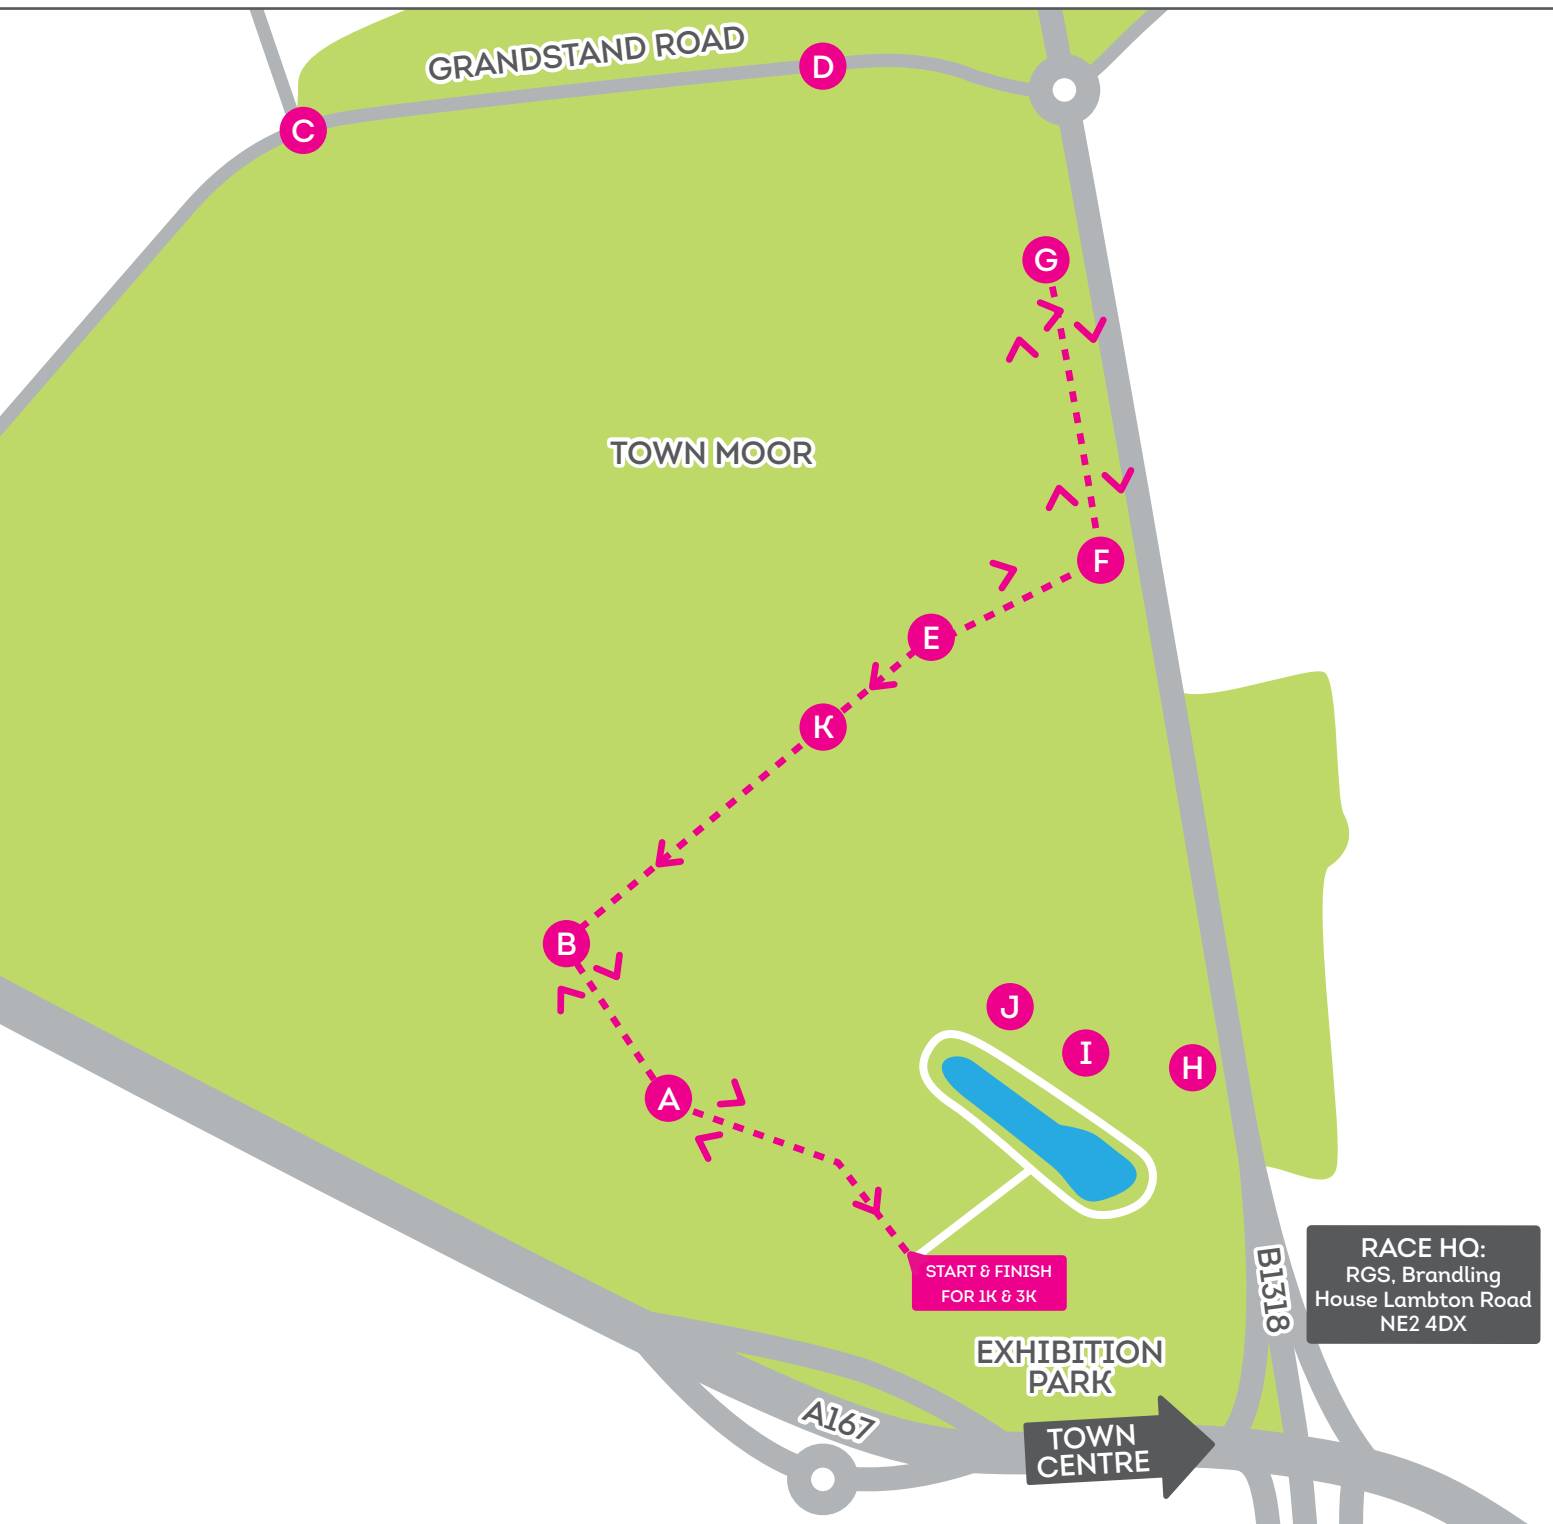 GRANDSTAND ROAD
D
C
G
TOWN MOOR
F
E
K
B
J
I
H
A
START & FINISH
FOR 1K & 3K
B1318
RACE HQ:
RGS, Brandling
House Lambton Road
NE2 4DX
EXHIBITION
PARK
A167
TOWN
CENTRE